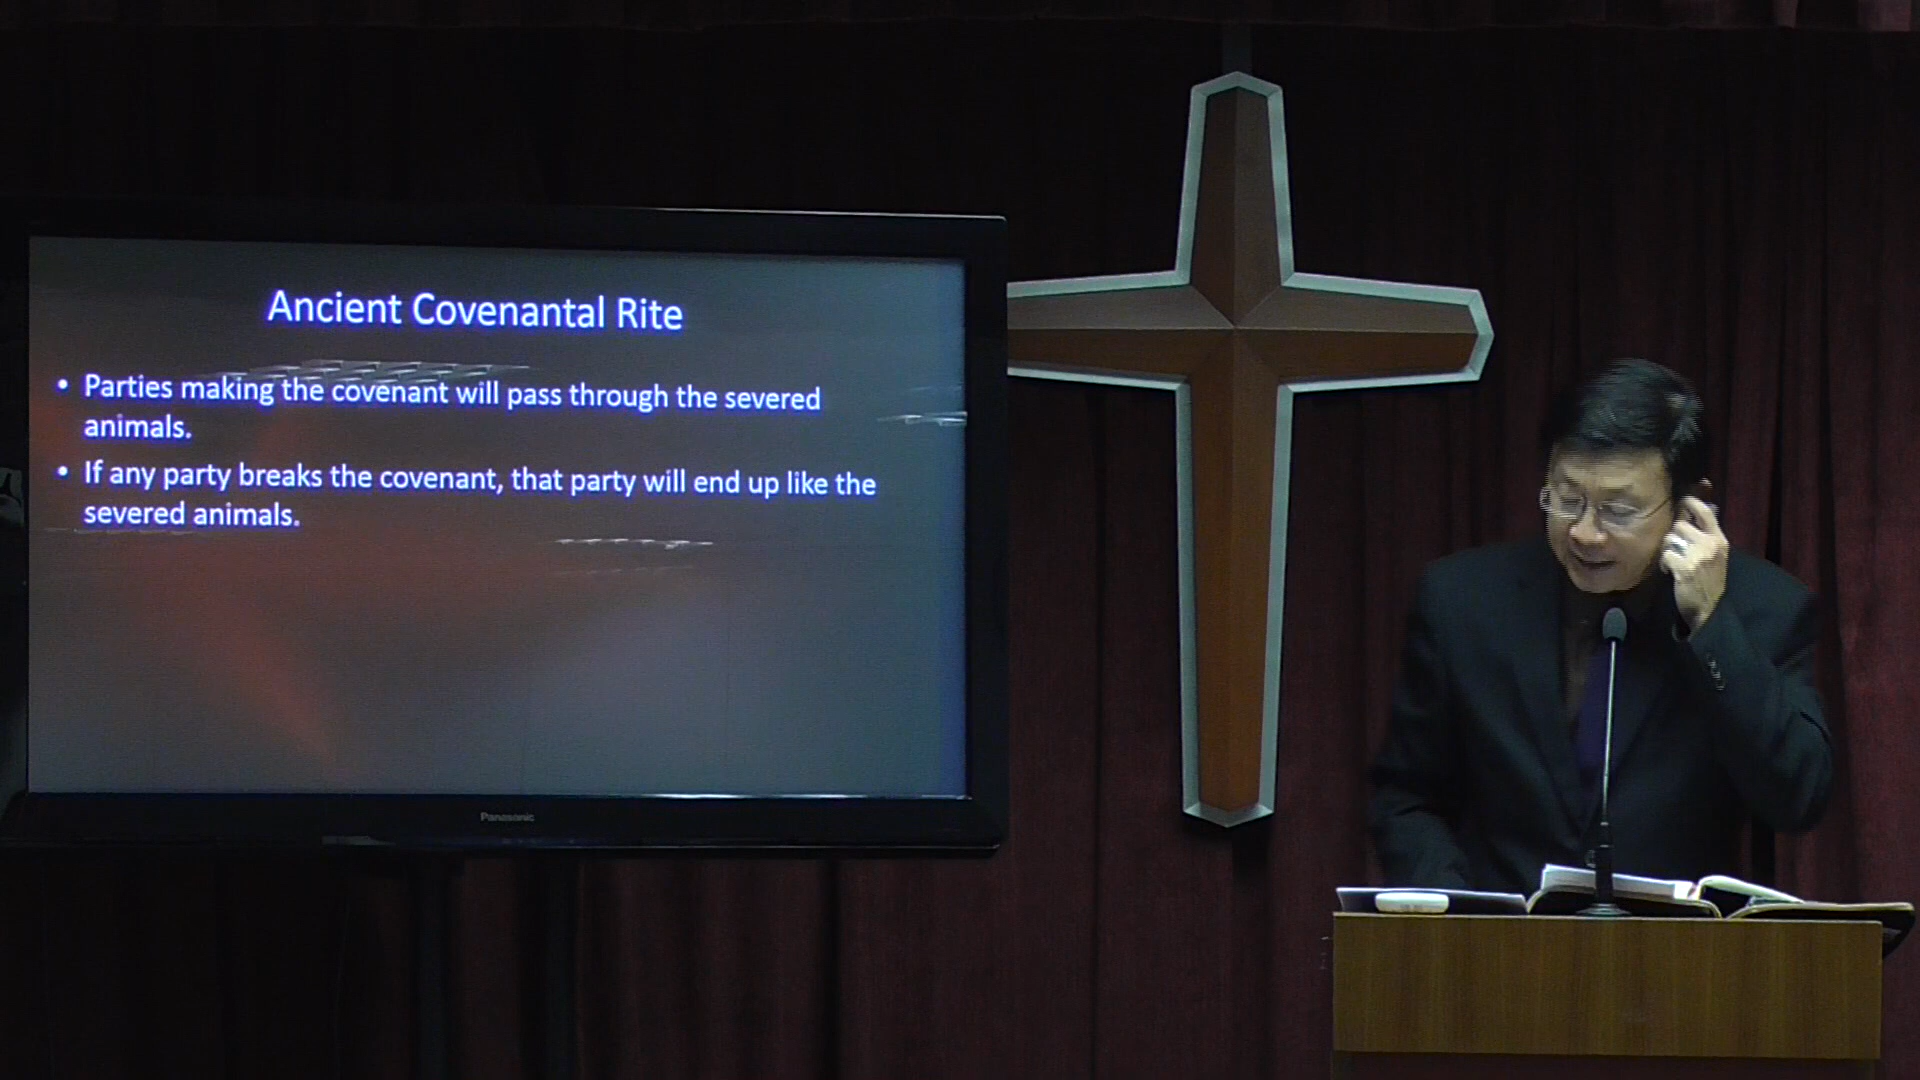 Ancient Covenantal Rite
• Parties making the covenant will pass through the severed
animals.
• If any party breaks the covenant, that party will end up like the
severed animals.
Panasonic